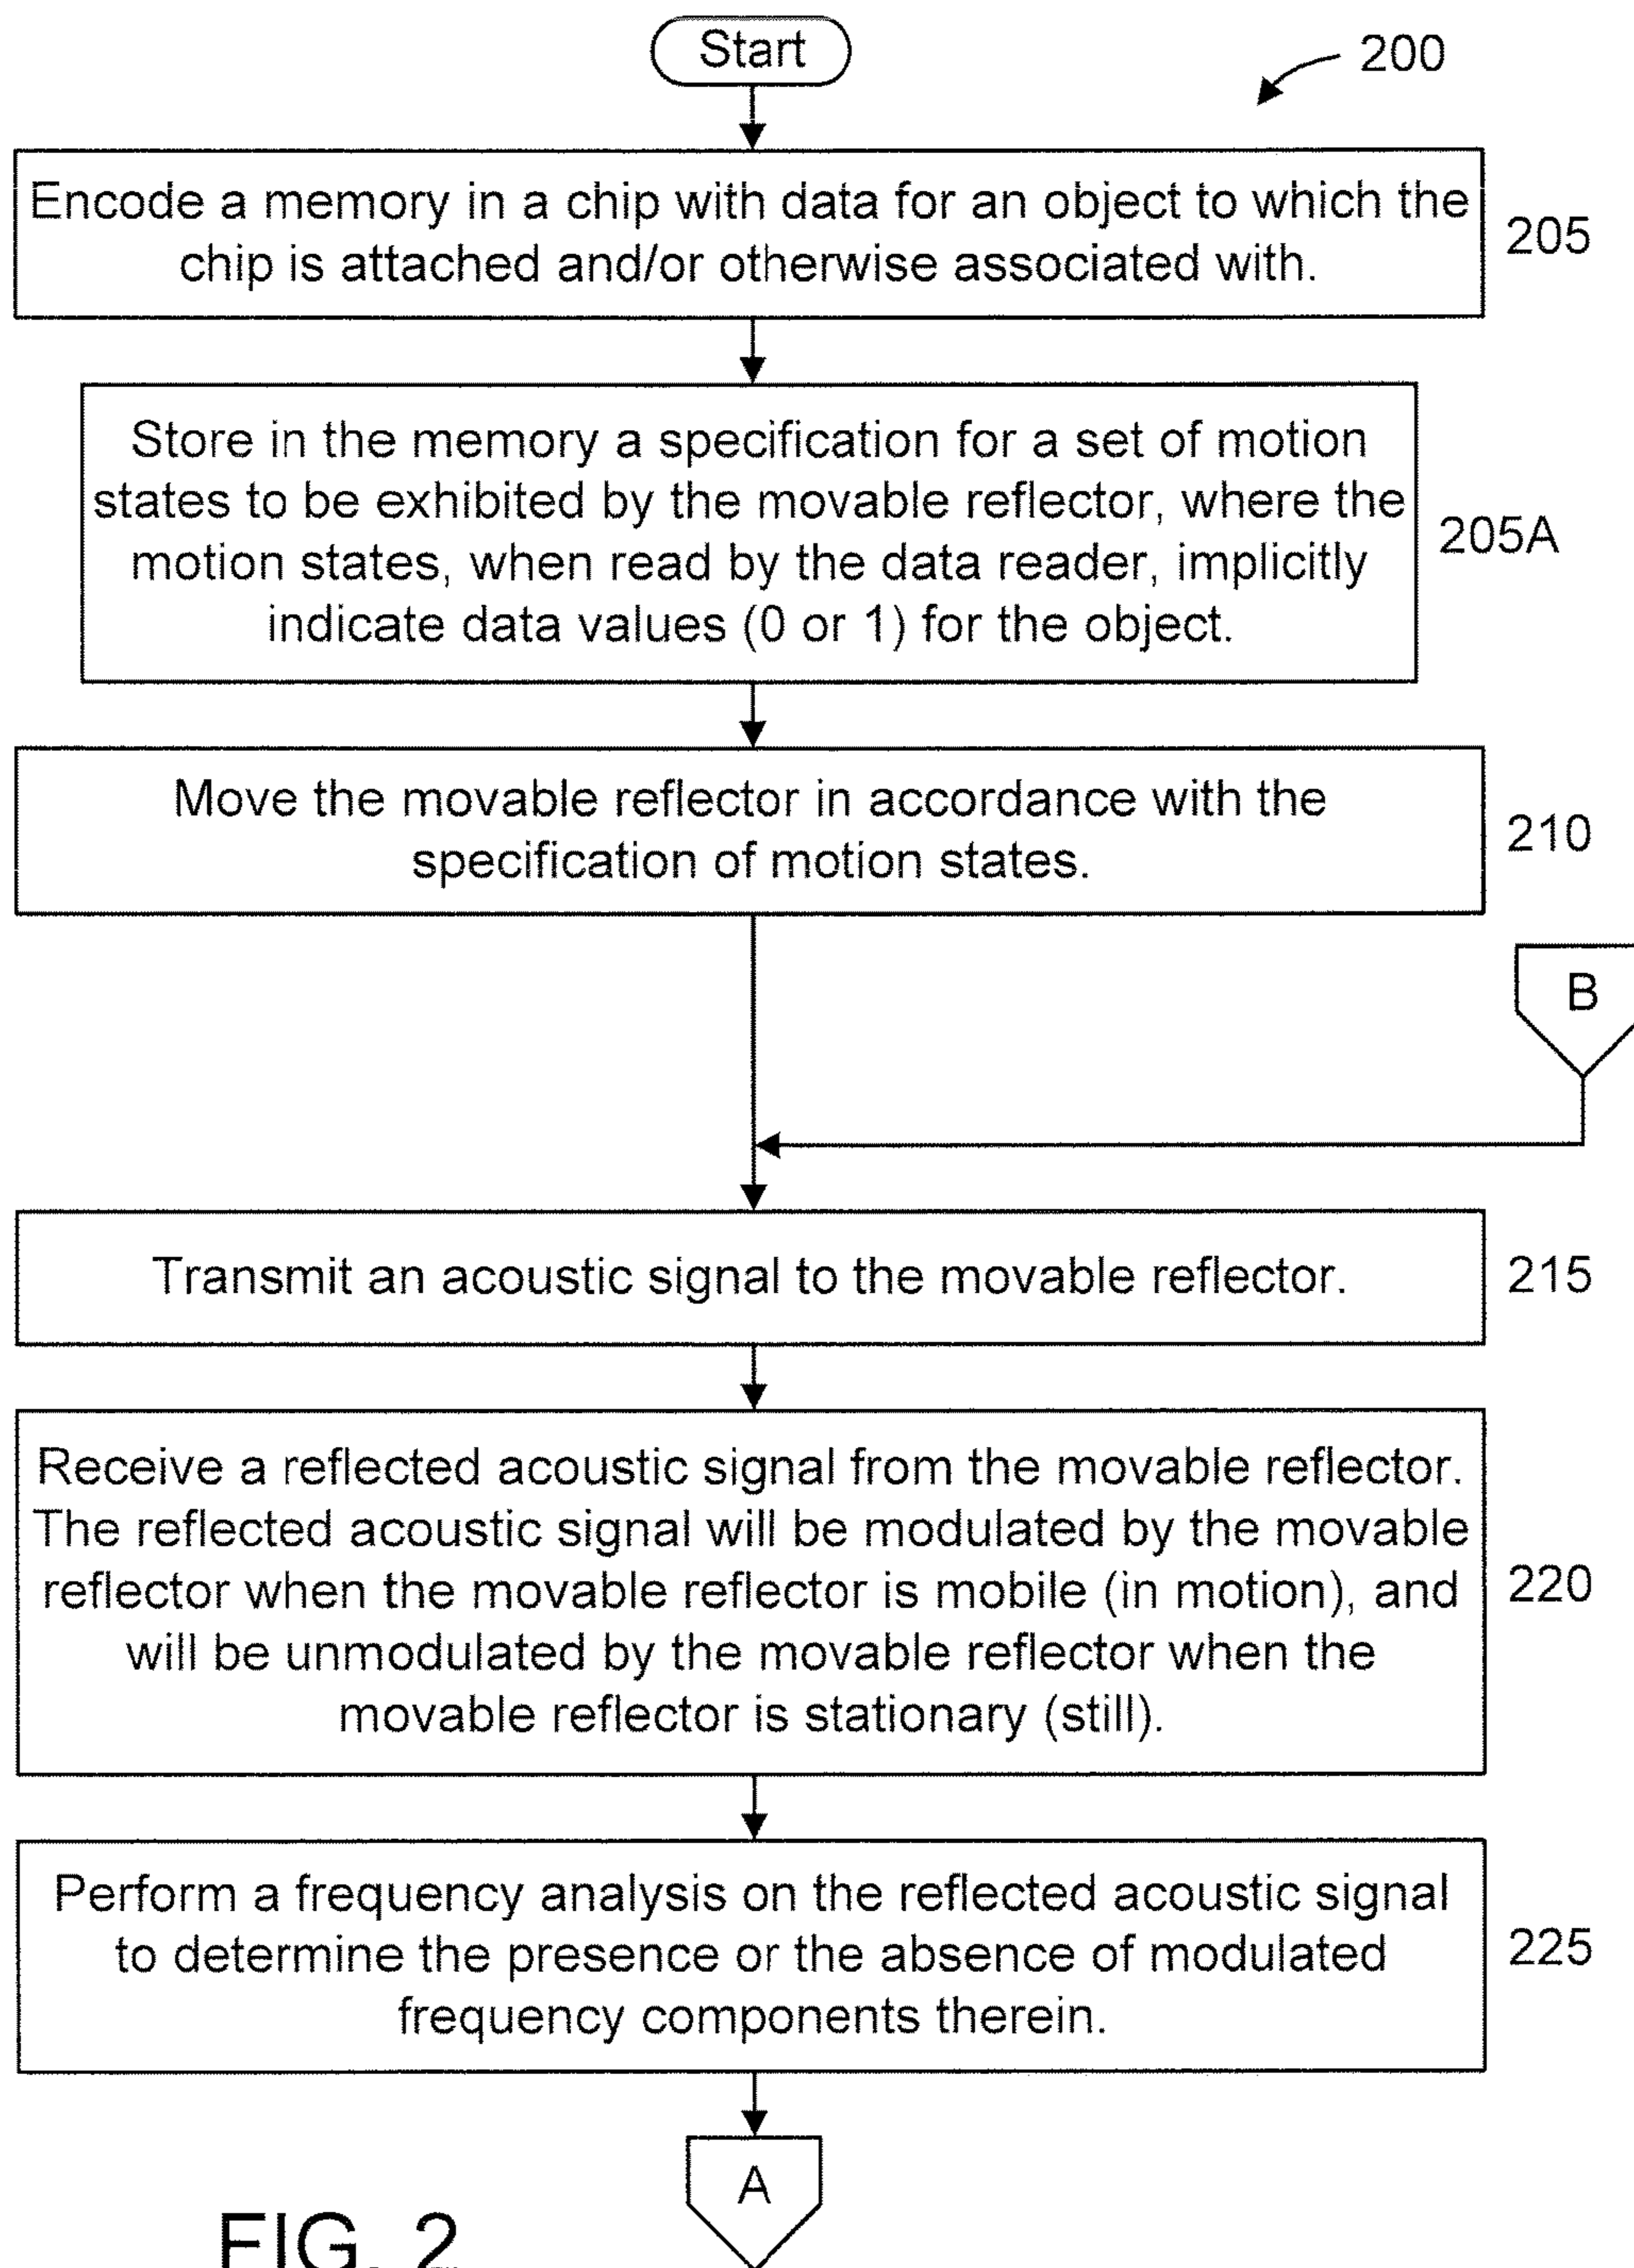 Start
200
Encode a memory in a chip with data for an object to which the
chip is attached and/or otherwise associated with.
205
Store in the memory a specification for a set of motion
states to be exhibited by the movable reflector, where the
motion states, when read by the data reader, implicitly
indicate data values (0 or 1) for the object.
205A
Move the movable reflector in accordance with the
specification of motion states.
210
B
Transmit an acoustic signal to the movable reflector.
215
Receive a reflected acoustic signal from the movable reflector.
The reflected acoustic signal will be modulated by the movable
reflector when the movable reflector is mobile (in motion), and
will be unmodulated by the movable reflector when the
movable reflector is stationary (still).
220
Perform a frequency analysis on the reflected acoustic signal
to determine the presence or the absence of modulated
frequency components therein.
225
A
FIG. 2